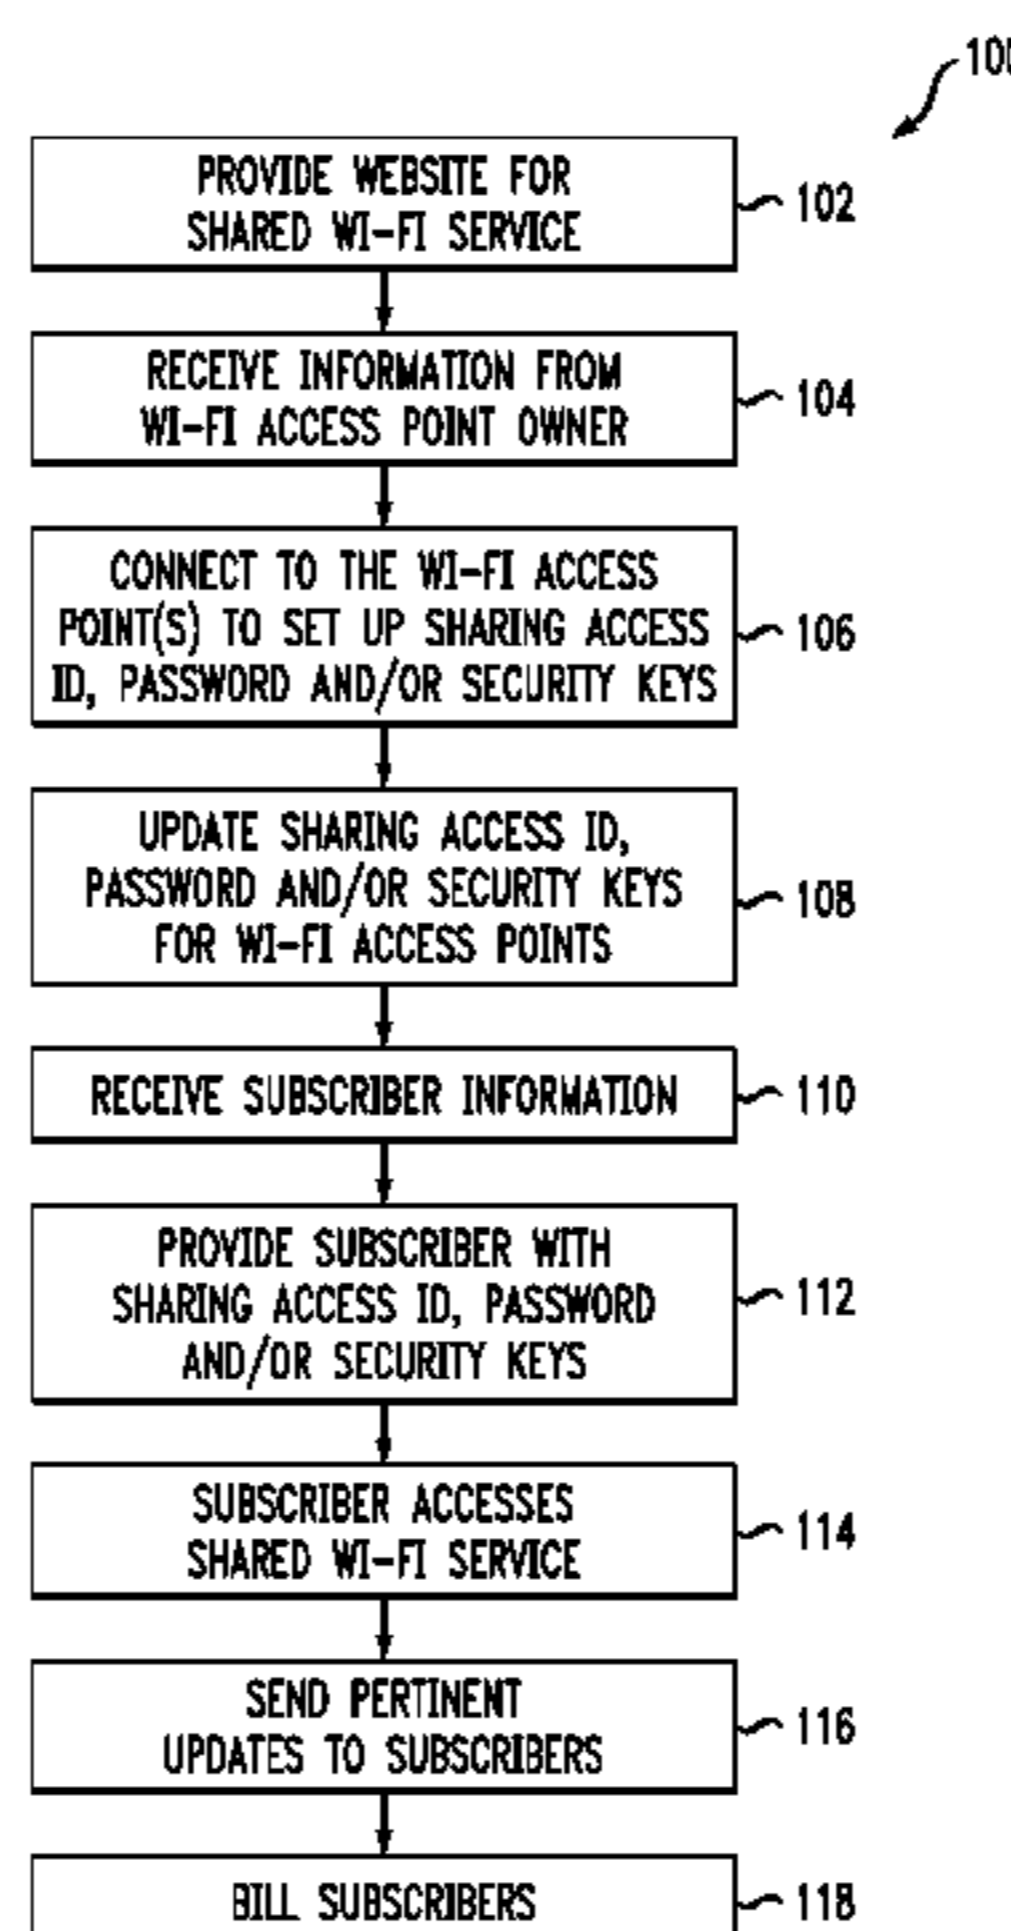 PROVIDE WEBSITE FOR
SHARED WI-FI SERVICE
102
RECEIVE INFORMATION FROM
WI-FI ACCESS POINT OWNER
104
CONNECT TO THE WI-FI ACCESS
POINT(S) TO SET UP SHARING ACCESS
ID, PASSWORD AND/OR SECURITY KEYS
106
UPDATE SHARING ACCESS ID,
PASSWORD AND/OR SECURITY KEYS
FOR WI-FI ACCESS POINTS
108
RECEIVE SUBSCRIBER INFORMATION
110
PROVIDE SUBSCRIBER WITH
SHARING ACCESS ID, PASSWORD
AND/OR SECURITY KEYS
112
SUBSCRIBER ACCESSES
SHARED WI-FI SERVICE
114
SEND PERTINENT
UPDATES TO SUBSCRIBERS
116
BILL SUBSCRIBERS
118